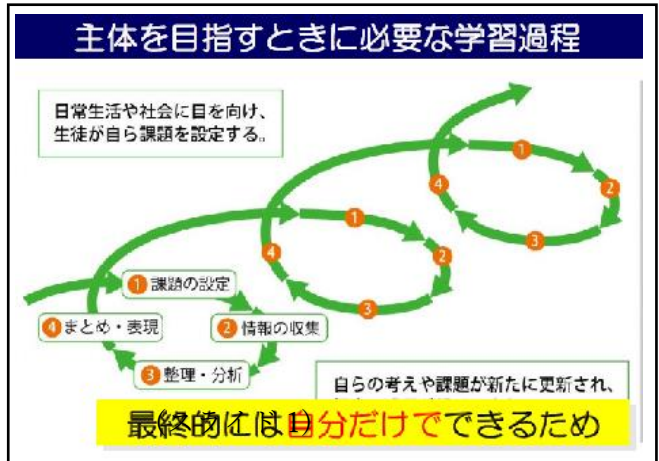 主体を目指すときに必要な学習過程
日常生活や社会に目を向け、
生徒が自ら課題を設定する。
1
2
3
4
1
2
3
4
1 課題の設定
4 まとめ・表現
2 情報の収集
3 整理・分析
自らの考えや課題が新たに更新され、
最終的には自分だけでできるため